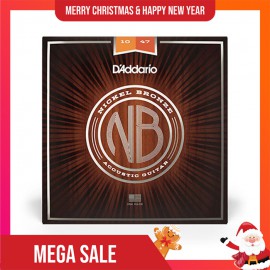 MERRY CHRISTMAS & HAPPY NEW YEAR
10 47
D'Addario
NICKEL BRONZE
NB
ACOUSTIC GUITAR
MEGA SALE